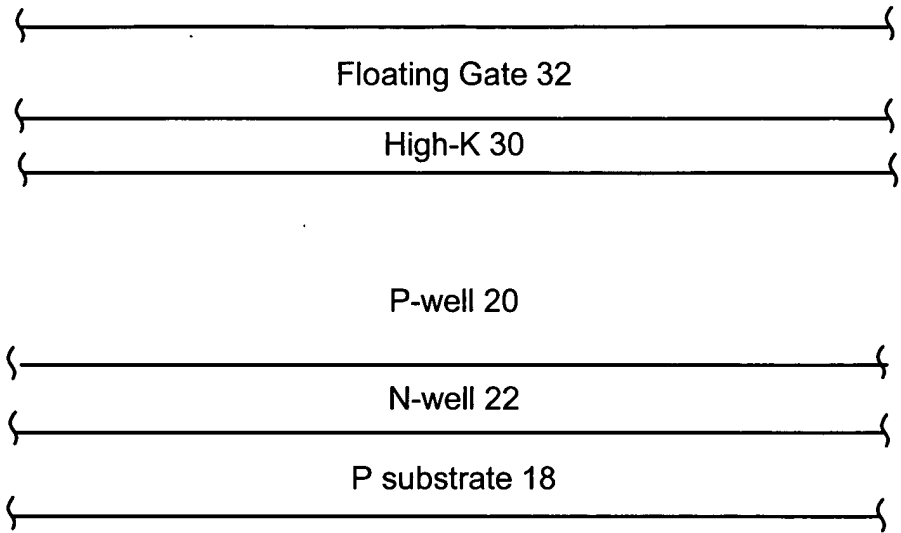 Floating Gate 32
High-K 30
P-well 20
N-well 22
P substrate 18